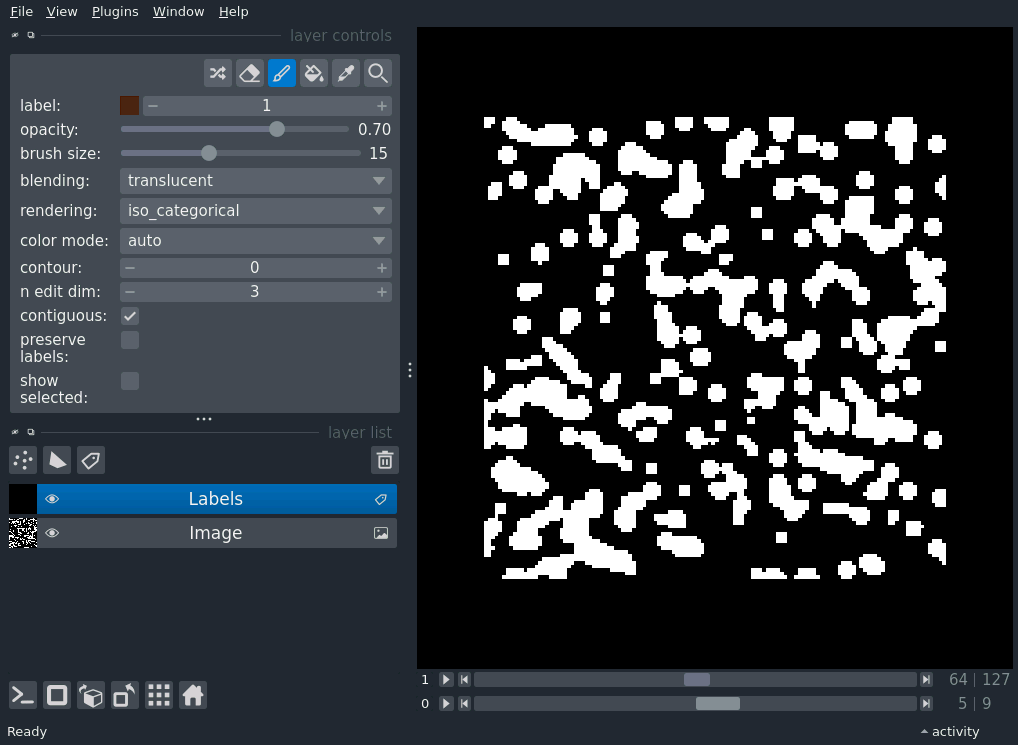 File View Plugins Window Help
layer controls
label: 1
opacity: 0.70
brush size: 15
blending: translucent
rendering: iso_categorical
color mode: auto
contour: 0
n edit dim: 3
contiguous:
preserve
labels:
show
selected:
layer list
Labels
Image
1 64 | 127
0 5 | 9
Ready activity